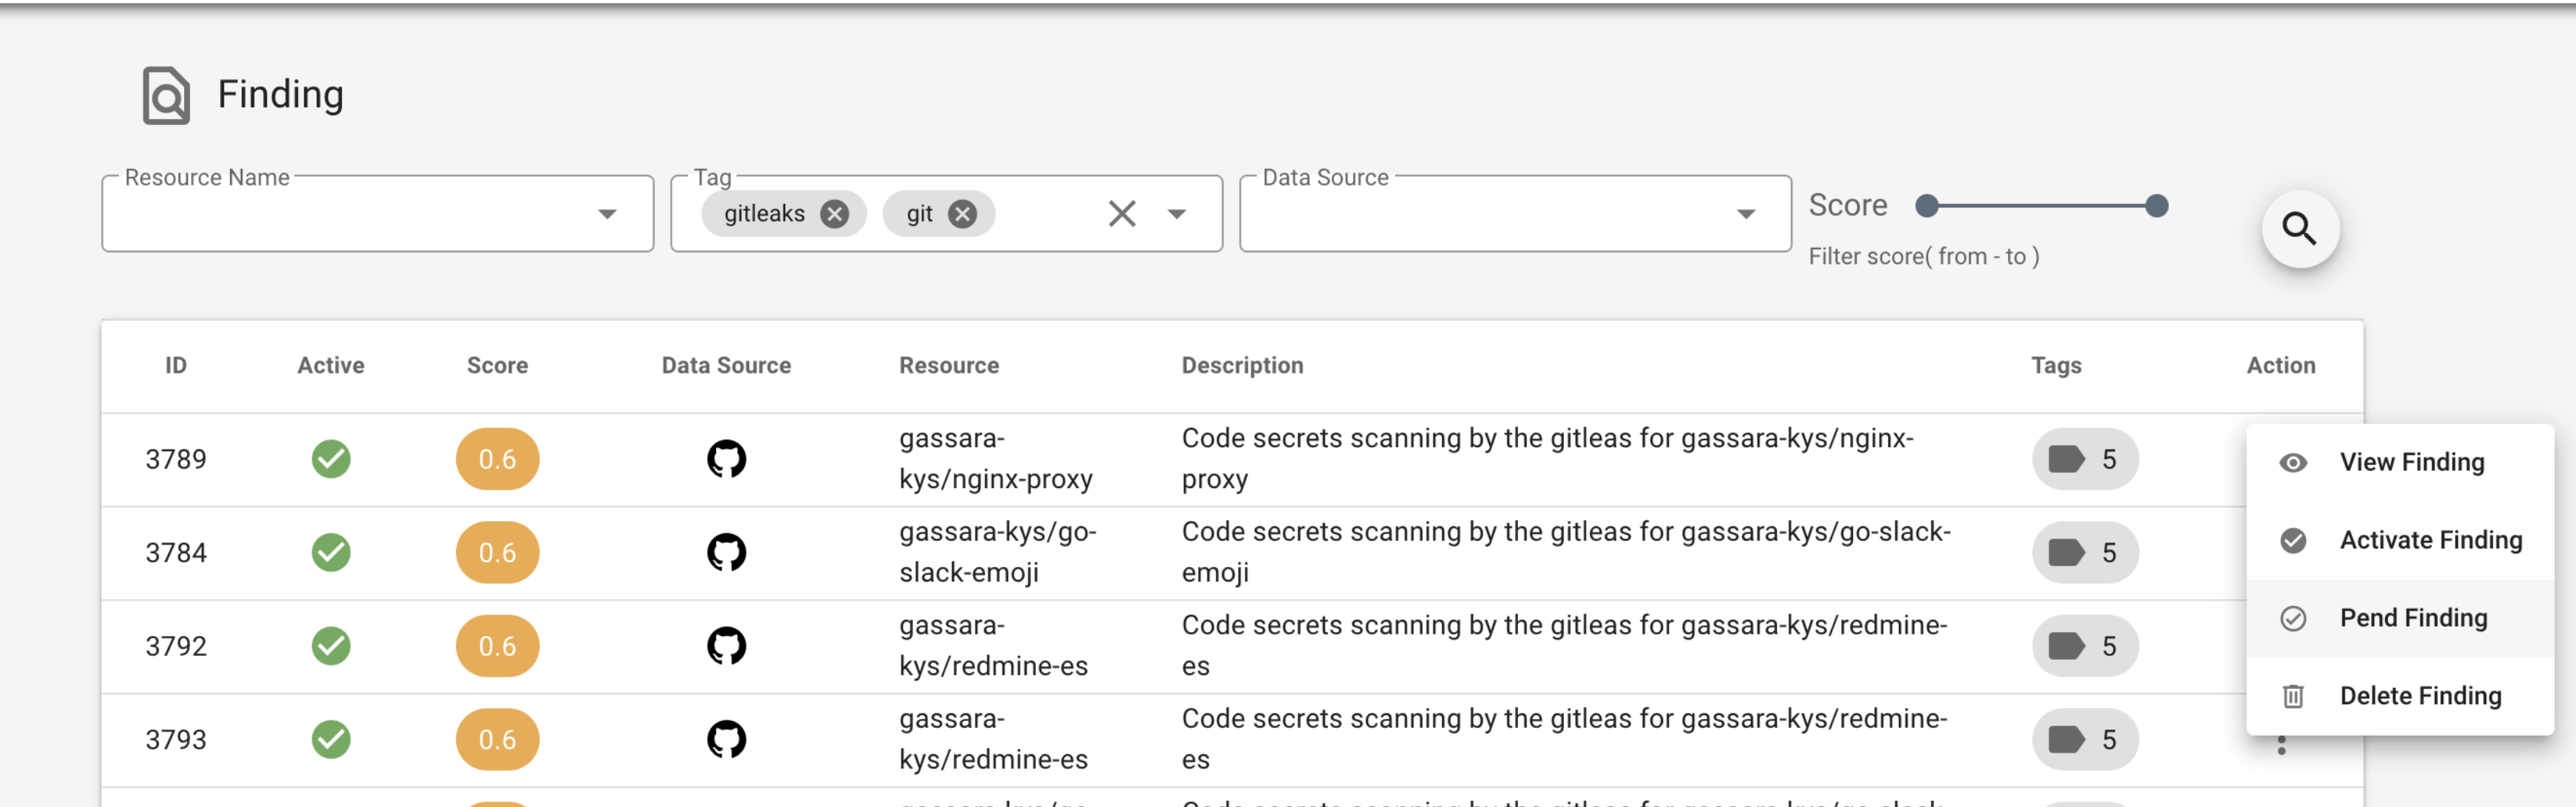 Finding
Resource Name
Tag
Data Source
gitleaks
git
Score
Filter score( from - to )
ID Active Score Data Source Resource Description Tags Action
3789 0.6 gassara- Code secrets scanning by the gitleas for gassara-kys/nginx- 5
kys/nginx-proxy proxy
3784 0.6 gassara-kys/go- Code secrets scanning by the gitleas for gassara-kys/go-slack- 5
slack-emoji emoji
3792 0.6 gassara- Code secrets scanning by the gitleas for gassara-kys/redmine- 5
kys/redmine-es es
3793 0.6 gassara- Code secrets scanning by the gitleas for gassara-kys/redmine- 5
kys/redmine-es es
View Finding
Activate Finding
Pend Finding
Delete Finding